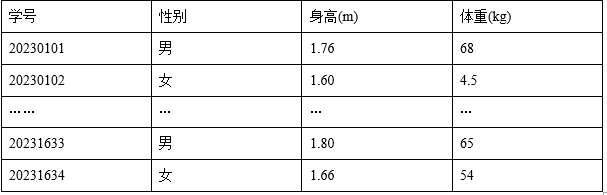 学号 性别 身高(m) 体重(kg)
20230101 男 1.76 68
20230102 女 1.60 4.5
…… … … …
20231633 男 1.80 65
20231634 女 1.66 54